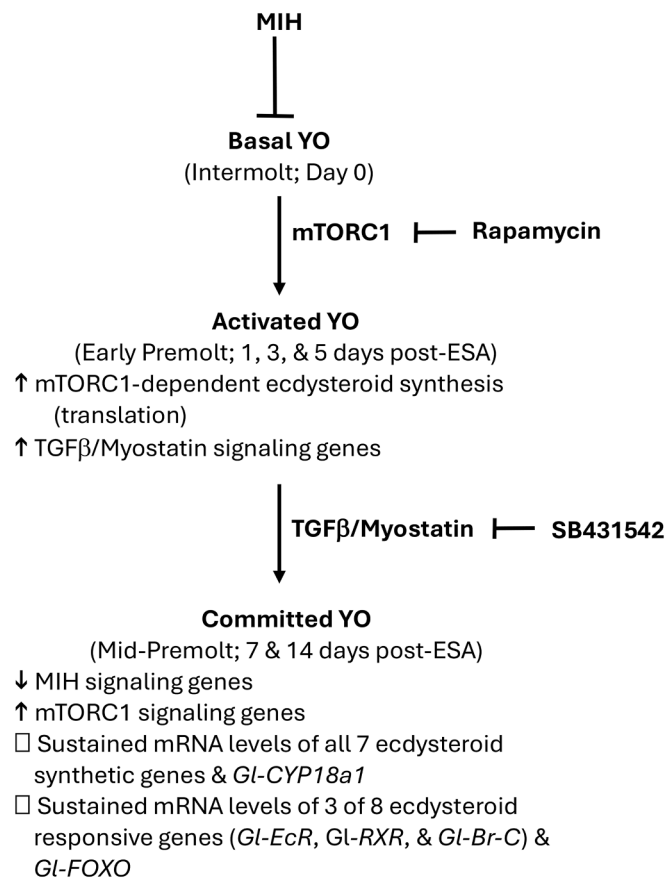 MIH
Basal YO
(Intermolt; Day 0)
mTORC1
Rapamycin
Activated YO
(Early Premolt; 1, 3, & 5 days post-ESA)
↑ mTORC1-dependent ecdysteroid synthesis
(translation)
↑ TGFβ/Myostatin signaling genes
TGFβ/Myostatin
SB431542
Committed YO
(Mid-Premolt; 7 & 14 days post-ESA)
↓ MIH signaling genes
↑ mTORC1 signaling genes
□ Sustained mRNA levels of all 7 ecdysteroid
synthetic genes & Gl-CYP18a1
□ Sustained mRNA levels of 3 of 8 ecdysteroid
responsive genes (Gl-EcR, Gl-RXR, & Gl-Br-C) &
Gl-FOXO